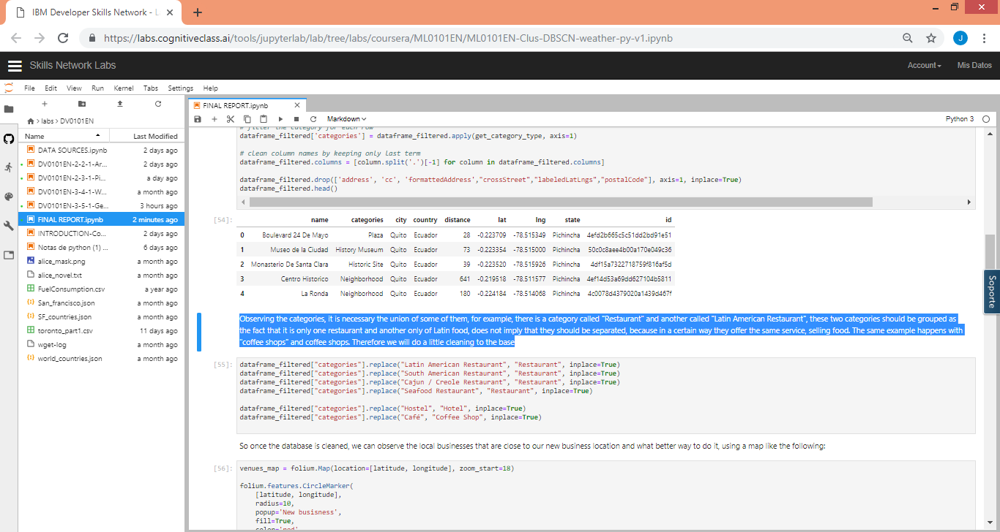 IBM Developer Skills Network - L
https://labs.cognitiveclass.ai/tools/jupyterlab/lab/tree/labs/coursera/ML0101EN/ML0101EN-Clus-DBSCN-weather-py-v1.ipynb
J
Skills Network Labs
Account
Mis Datos
File Edit View Run Kernel Tabs Settings Help
> labs > DV0101EN
Name Last Modified
DATA SOURCES.ipynb 2 days ago
DV0101EN-2-2-1-Ar... 2 days ago
DV0101EN-2-3-1-Pi... a day ago
DV0101EN-3-4-1-W... a month ago
DV0101EN-3-5-1-Ge... 3 hours ago
FINAL REPORT.ipynb 2 minutes ago
INTRODUCTION-Co... 2 days ago
Notas de python (1) ... 6 days ago
alice_mask.png a month ago
alice_novel.txt a month ago
FuelConsumption.csv a year ago
San_francisco.json a month ago
SF_countries.json a month ago
toronto_part1.csv 11 days ago
wget-log a month ago
world_countries.json a month ago
FINAL REPORT.ipynb
Markdown
Python 3
# filter the category for each row
dataframe_filtered['categories'] = dataframe_filtered.apply(get_category_type, axis=1)
# clean column names by keeping only last term
dataframe_filtered.columns = [column.split('.')[-1] for column in dataframe_filtered.columns]
dataframe_filtered.drop(['address', 'cc', 'formattedAddress',"crossStreet","labeledLatLngs","postalCode"], axis=1, inplace=True)
dataframe_filtered.head()
[54]:
name categories city country distance lat lng state id
0 Boulevard 24 De Mayo Plaza Quito Ecuador 28 -0.223709 -78.515349 Pichincha 4efd2b665c5c51dd2bd91e51
1 Museo de la Ciudad History Museum Quito Ecuador 73 -0.223354 -78.515000 Pichincha 50c0c8aee4b00a170e049c36
2 Monasterio De Santa Clara Historic Site Quito Ecuador 39 -0.223520 -78.515926 Pichincha 4df15a7322718759f816af5d
3 Centro Historico Neighborhood Quito Ecuador 641 -0.219518 -78.511577 Pichincha 4ef14d53a69dd627104b5811
4 La Ronda Neighborhood Quito Ecuador 180 -0.224184 -78.514068 Pichincha 4c0078d4379020a1439d467f
Observing the categories, it is necessary the union of some of them, for example, there is a category called "Restaurant" and another called "Latin American Restaurant", these two categories should be grouped as
the fact that it is only one restaurant and another only of Latin food, does not imply that they should be separated, because in a certain way they offer the same service, selling food. The same example happens with
"coffee shops" and coffee shops. Therefore we will do a little cleaning to the base
[55]:
dataframe_filtered["categories"].replace("Latin American Restaurant", "Restaurant", inplace=True)
dataframe_filtered["categories"].replace("South American Restaurant", "Restaurant", inplace=True)
dataframe_filtered["categories"].replace("Cajun / Creole Restaurant", "Restaurant", inplace=True)
dataframe_filtered["categories"].replace("Seafood Restaurant", "Restaurant", inplace=True)
dataframe_filtered["categories"].replace("Hostel", "Hotel", inplace=True)
dataframe_filtered["categories"].replace("Café", "Coffee Shop", inplace=True)
So once the database is cleaned, we can observe the local businesses that are close to our new business location and what better way to do it, using a map like the following:
[56]:
venues_map = folium.Map(location=[latitude, longitude], zoom_start=18)
folium.features.CircleMarker(
[latitude, longitude],
radius=10,
popup='New busisness',
fill=True,
color='red',
Soporte